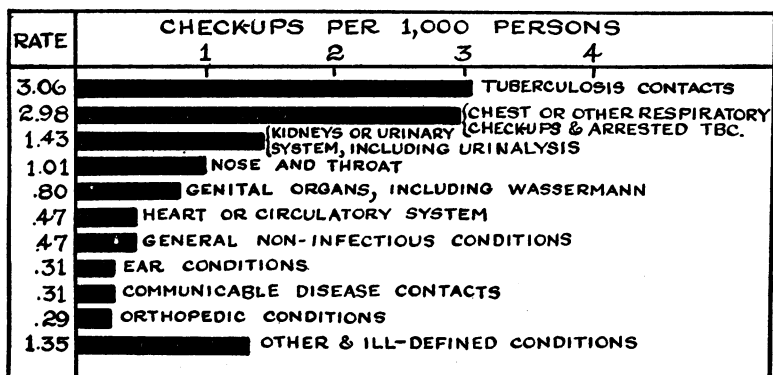 RATE CHECK-UPS PER 1,000 PERSONS
1 2 3 4
3.06 TUBERCULOSIS CONTACTS
2.98 {CHEST OR OTHER RESPIRATORY
CHECKUPS & ARRESTED TBC.
1.43 {KIDNEYS OR URINARY
SYSTEM, INCLUDING URINALYSIS
1.01 NOSE AND THROAT
.80 GENITAL ORGANS, INCLUDING WASSERMANN
.47 HEART OR CIRCULATORY SYSTEM
.47 GENERAL NON-INFECTIOUS CONDITIONS
.31 EAR CONDITIONS
.31 COMMUNICABLE DISEASE CONTACTS
.29 ORTHOPEDIC CONDITIONS
1.35 OTHER & ILL-DEFINED CONDITIONS